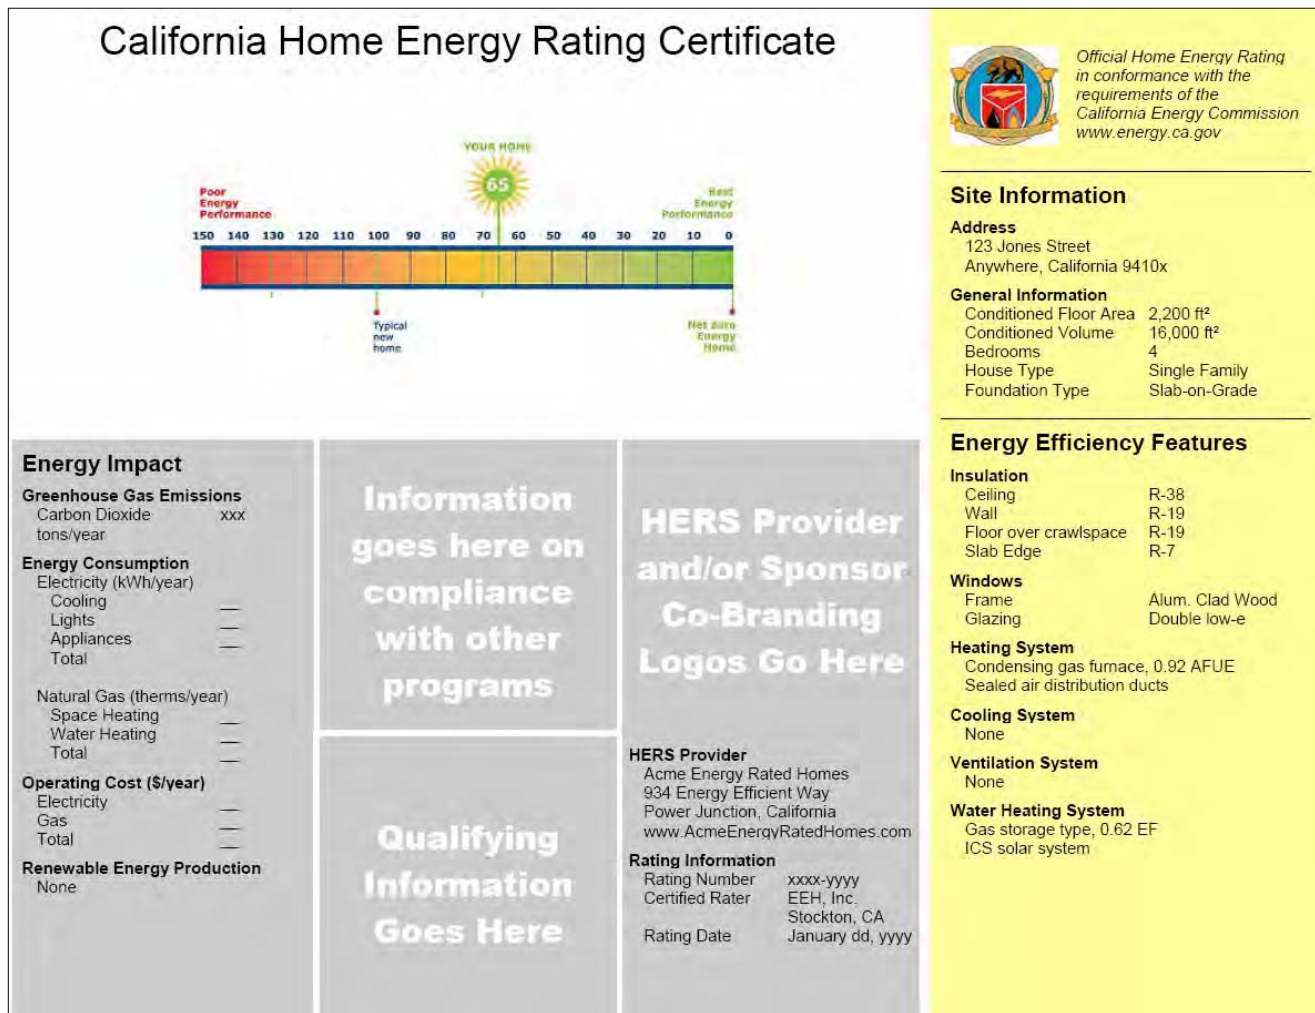 California Home Energy Rating Certificate
YOUR HOME
65
Poor
Energy
Performance
Best
Energy
Performance
150 140 130 120 110 100 90 80 70 60 50 40 30 20 10 0
Typical
new
home
Net Zero
Energy
Home
Energy Impact
Greenhouse Gas Emissions
Carbon Dioxide xxx
tons/year
Energy Consumption
Electricity (kWh/year)
Cooling __
Lights __
Appliances __
Total
Natural Gas (therms/year)
Space Heating __
Water Heating __
Total __
Operating Cost ($/year)
Electricity __
Gas __
Total __
Renewable Energy Production
None
Information
goes here on
compliance
with other
programs
Qualifying
Information
Goes Here
HERS Provider
and/or Sponsor
Co-Branding
Logos Go Here
HERS Provider
Acme Energy Rated Homes
934 Energy Efficient Way
Power Junction, California
www.AcmeEnergyRatedHomes.com
Rating Information
Rating Number xxxx-yyyy
Certified Rater EEH, Inc.
Stockton, CA
Rating Date January dd, yyyy
Official Home Energy Rating
in conformance with the
requirements of the
California Energy Commission
www.energy.ca.gov
Site Information
Address
123 Jones Street
Anywhere, California 9410x
General Information
Conditioned Floor Area 2,200 ft²
Conditioned Volume 16,000 ft²
Bedrooms 4
House Type Single Family
Foundation Type Slab-on-Grade
Energy Efficiency Features
Insulation
Ceiling R-38
Wall R-19
Floor over crawlspace R-19
Slab Edge R-7
Windows
Frame Alum. Clad Wood
Glazing Double low-e
Heating System
Condensing gas furnace, 0.92 AFUE
Sealed air distribution ducts
Cooling System
None
Ventilation System
None
Water Heating System
Gas storage type, 0.62 EF
ICS solar system